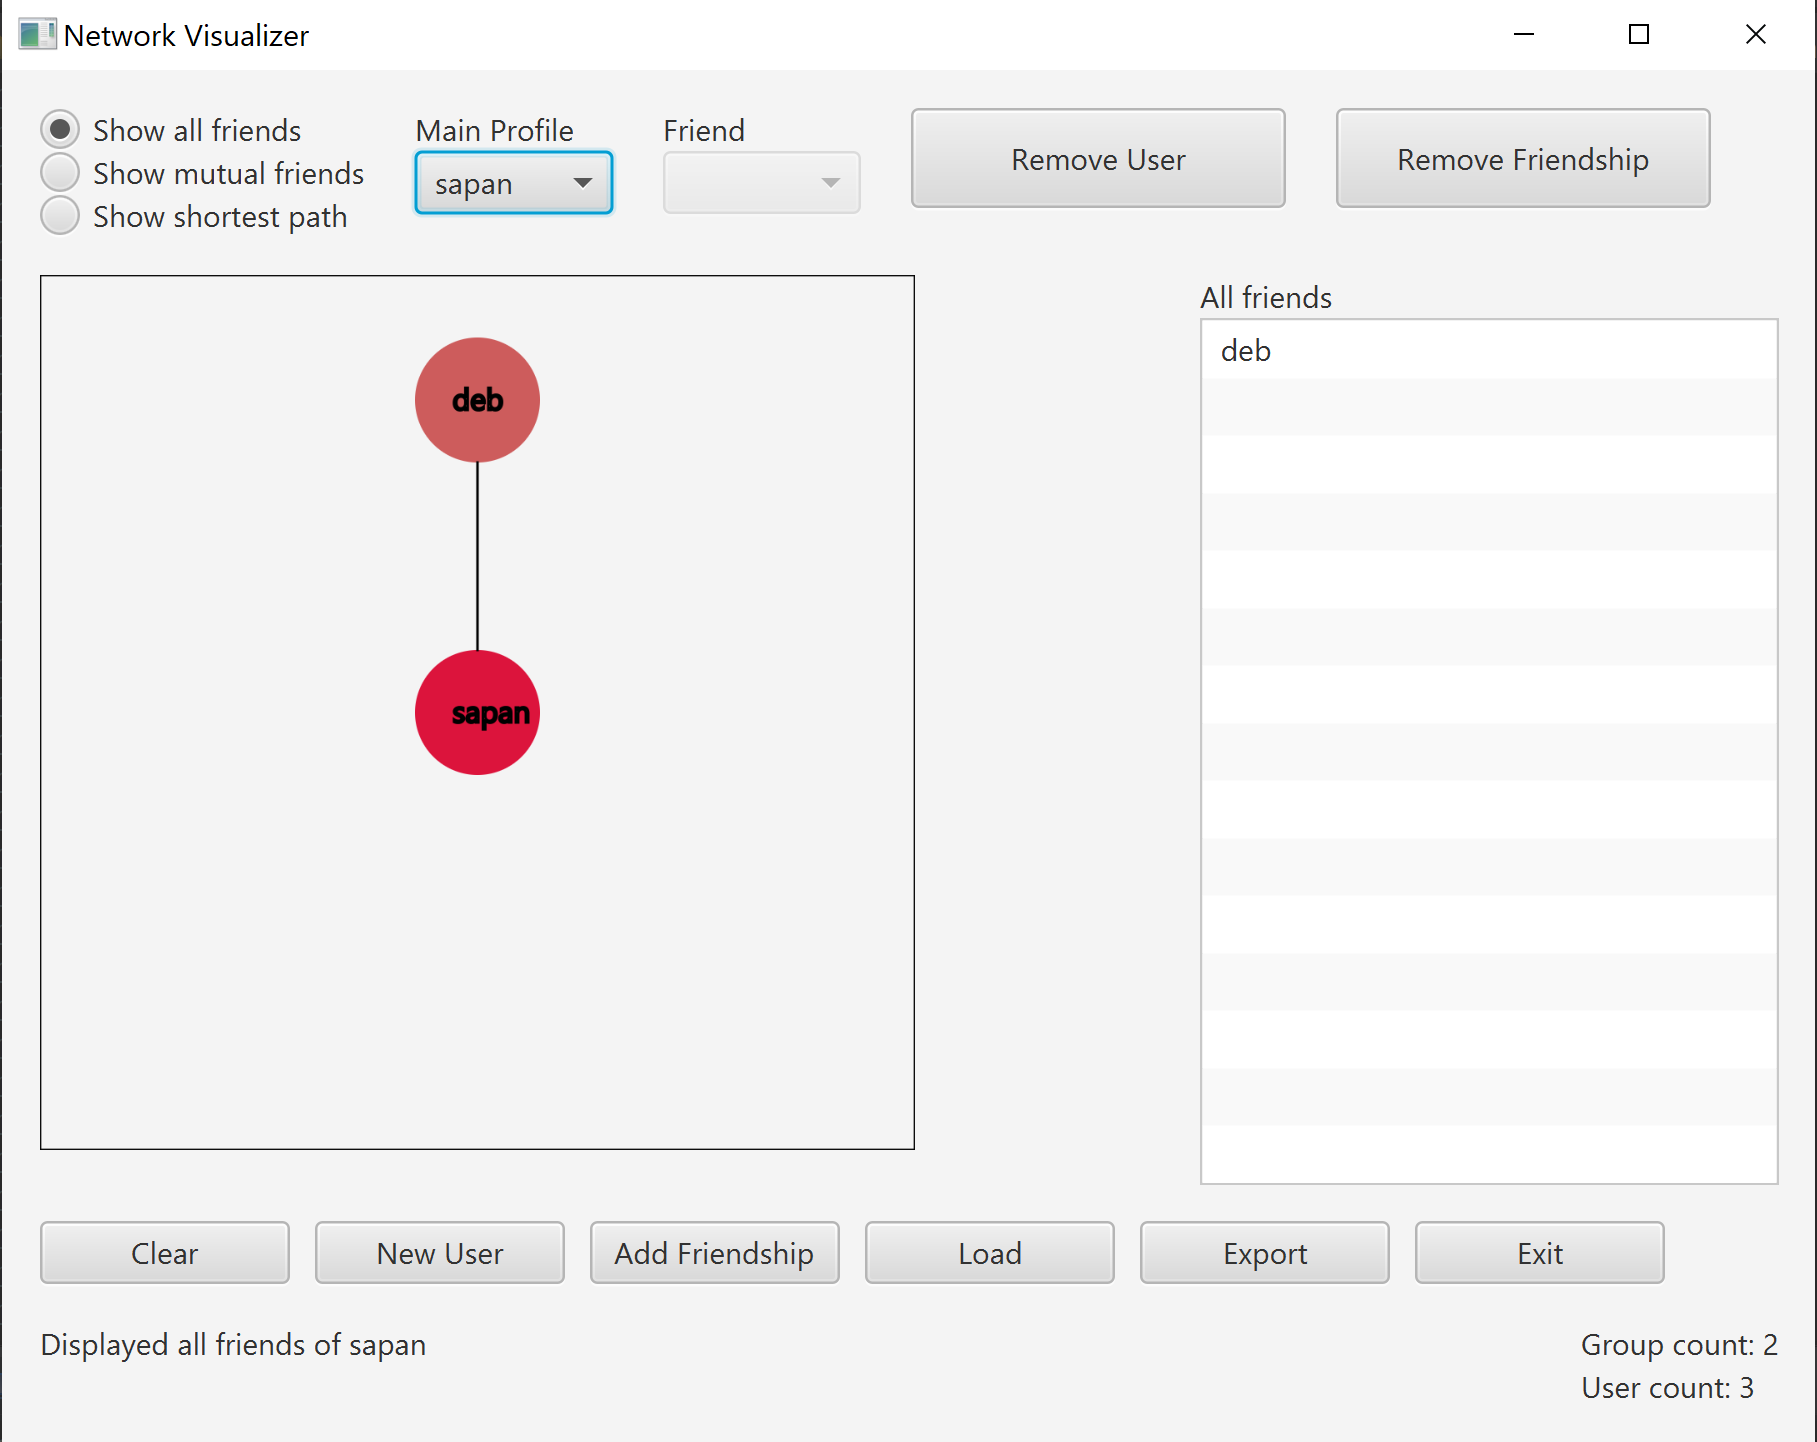 Network Visualizer
Show all friends
Show mutual friends
Show shortest path
Main Profile
sapan
Friend
Remove User
Remove Friendship
deb
sapan
All friends
deb
Clear
New User
Add Friendship
Load
Export
Exit
Displayed all friends of sapan
Group count: 2
User count: 3